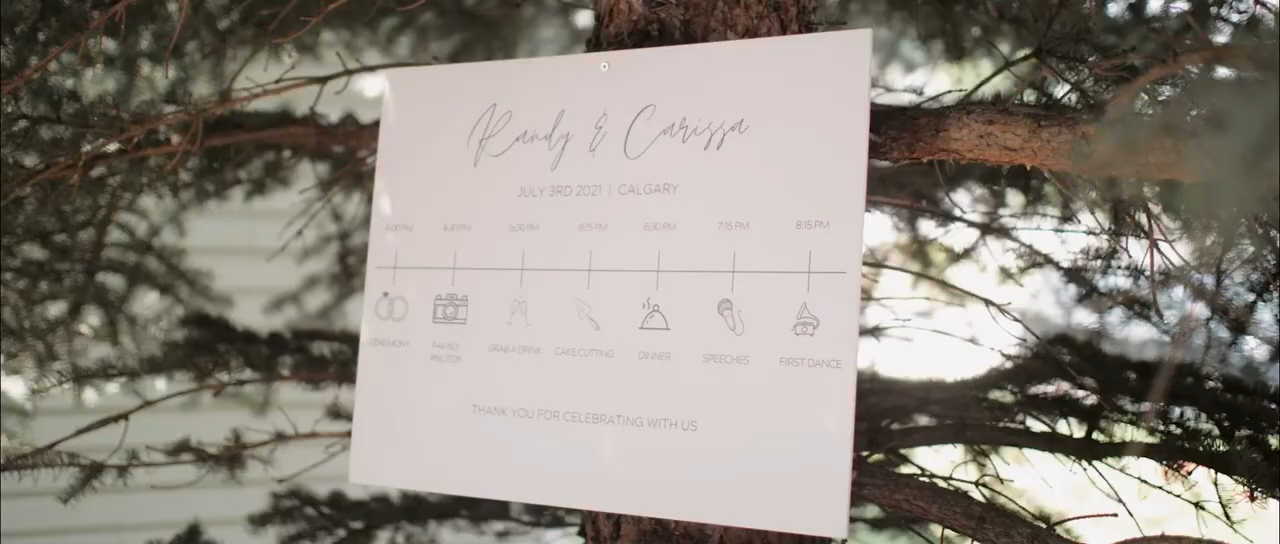 Randy & Carissa
JULY 3RD 2021 | CALGARY
4:00 PM 4:30 PM 5:00 PM 6:15 PM 6:30 PM 7:15 PM 8:15 PM
CEREMONY FAMILY PHOTOS GRAB A DRINK CAKE CUTTING DINNER SPEECHES FIRST DANCE
THANK YOU FOR CELEBRATING WITH US